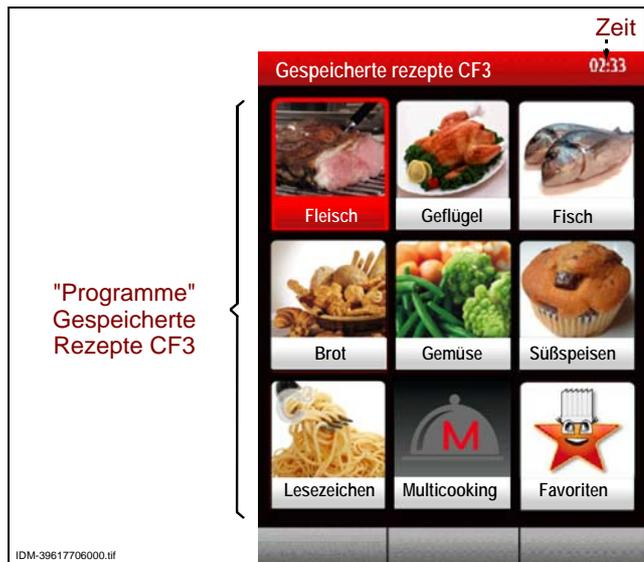 Zeit
Gespeicherte rezepte CF3 02:33
Fleisch Geflügel Fisch
"Programme"
Gespeicherte
Rezepte CF3
Brot Gemüse Süßspeisen
M
Lesezeichen Multicooking Favoriten
IDM-39617706000.tif